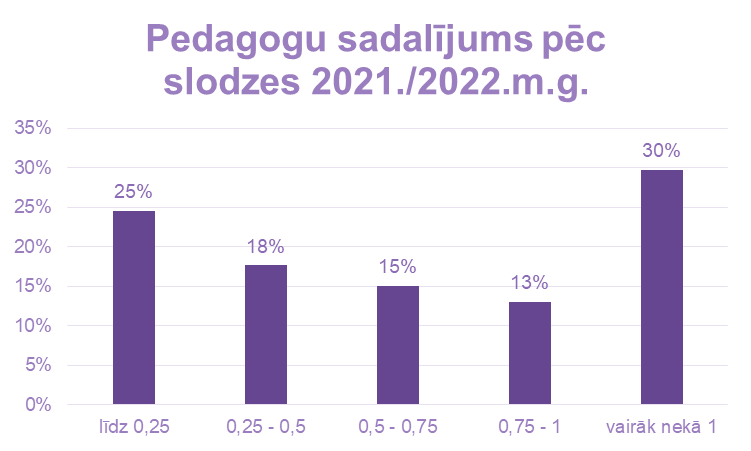 Pedagogu sadalījums pēc
slodzes 2021./2022.m.g.
35%
30%
25%
20%
15%
10%
5%
0%
25%
18%
15%
13%
30%
līdz 0,25
0,25 - 0,5
0,5 - 0,75
0,75 - 1
vairāk nekā 1